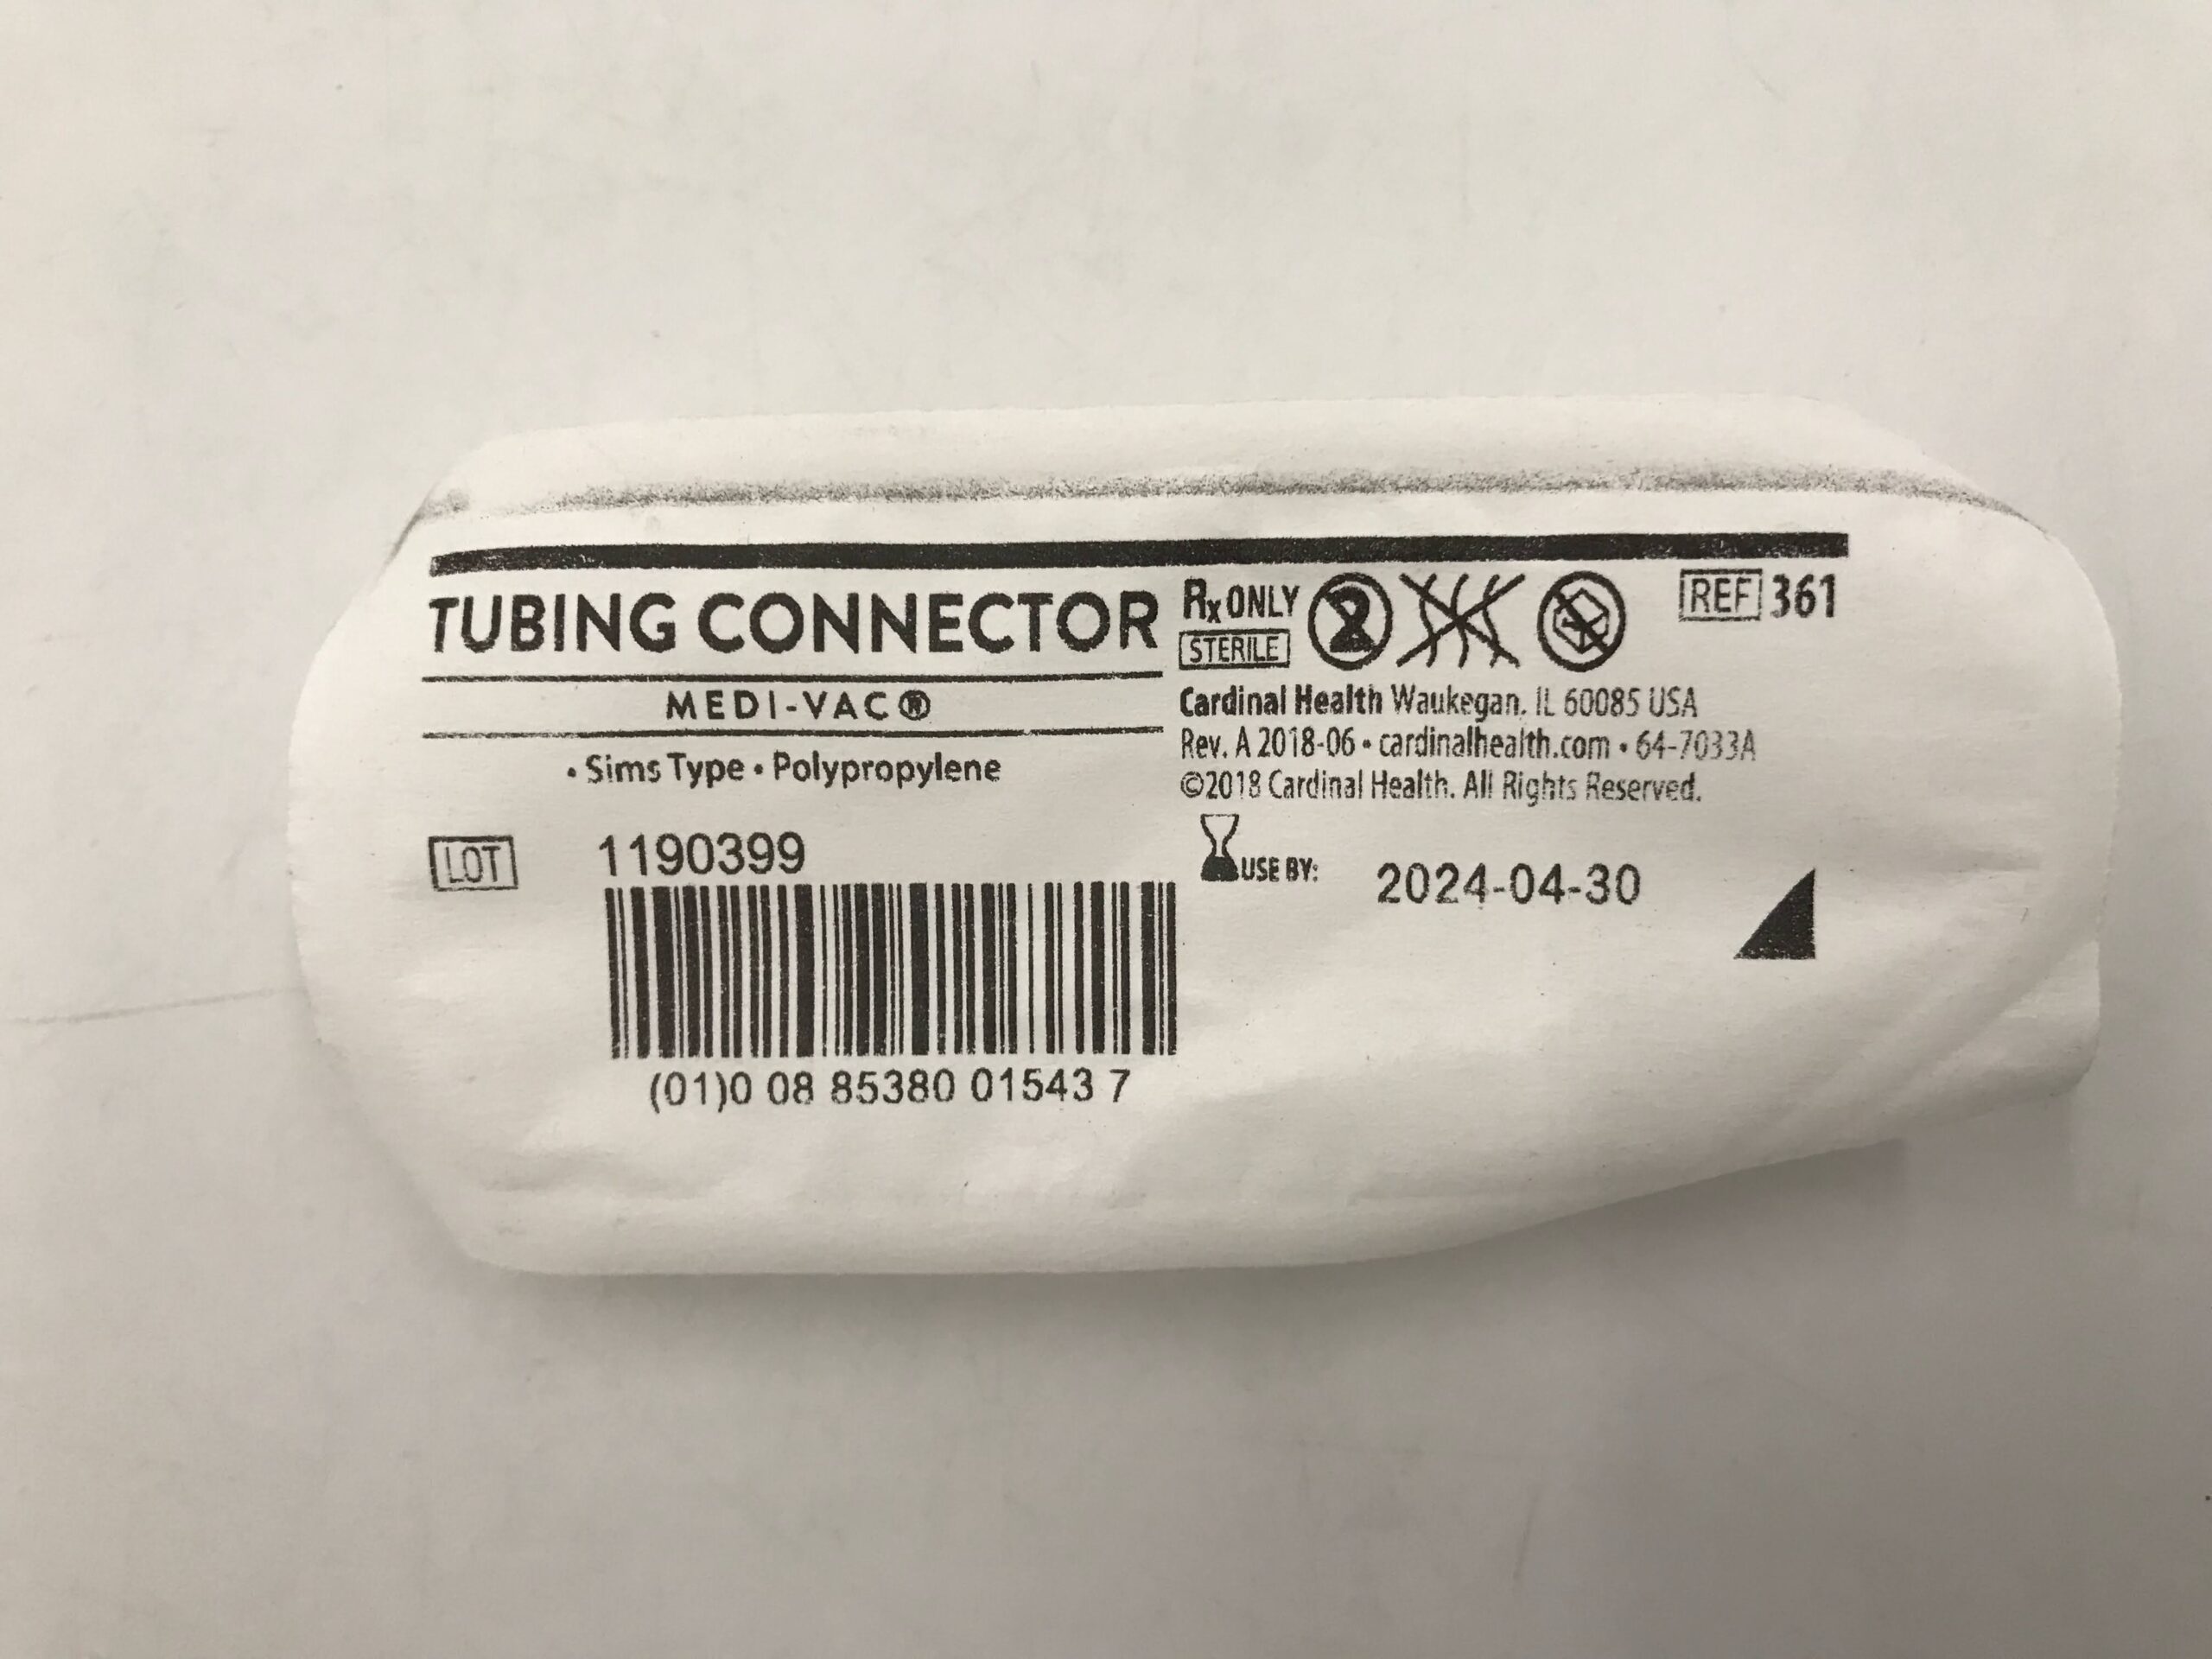 TUBING CONNECTOR
MEDI-VAC®
• Sims Type • Polypropylene
Rx ONLY
STERILE
2
REF 361
Cardinal Health Waukegan, IL 60085 USA
Rev. A 2018-06 • cardinalhealth.com • 64-7033A
©2018 Cardinal Health. All Rights Reserved.
LOT 1190399
USE BY: 2024-04-30
(01)0 08 85380 01543 7